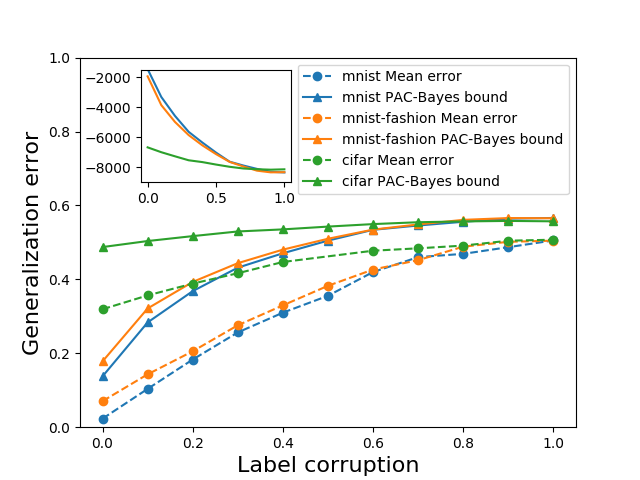 1.0
0.8
0.6
0.4
0.2
0.0
0.0
0.2
0.4
0.6
0.8
1.0
Generalization error
Label corruption
−2000
−4000
−6000
−8000
0.0
0.5
1.0
mnist Mean error
mnist PAC-Bayes bound
mnist-fashion Mean error
mnist-fashion PAC-Bayes bound
cifar Mean error
cifar PAC-Bayes bound